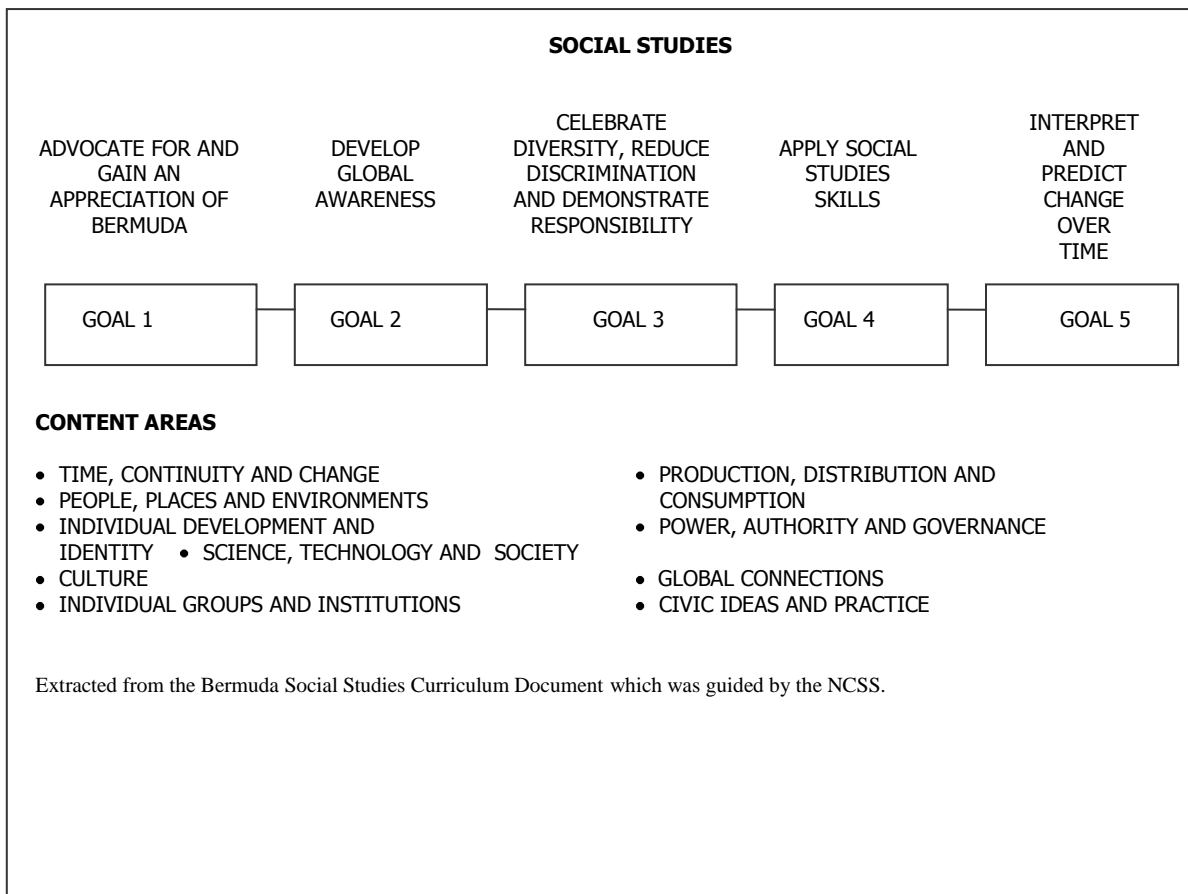 SOCIAL STUDIES
ADVOCATE FOR AND
GAIN AN
APPRECIATION OF
BERMUDA
DEVELOP
GLOBAL
AWARENESS
CELEBRATE
DIVERSITY, REDUCE
DISCRIMINATION
AND DEMONSTRATE
RESPONSIBILITY
APPLY SOCIAL
STUDIES
SKILLS
INTERPRET
AND
PREDICT
CHANGE
OVER
TIME
GOAL 1
GOAL 2
GOAL 3
GOAL 4
GOAL 5
CONTENT AREAS
• TIME, CONTINUITY AND CHANGE
• PEOPLE, PLACES AND ENVIRONMENTS
• INDIVIDUAL DEVELOPMENT AND
IDENTITY • SCIENCE, TECHNOLOGY AND SOCIETY
• CULTURE
• INDIVIDUAL GROUPS AND INSTITUTIONS
• PRODUCTION, DISTRIBUTION AND
CONSUMPTION
• POWER, AUTHORITY AND GOVERNANCE
• GLOBAL CONNECTIONS
• CIVIC IDEAS AND PRACTICE
Extracted from the Bermuda Social Studies Curriculum Document which was guided by the NCSS.